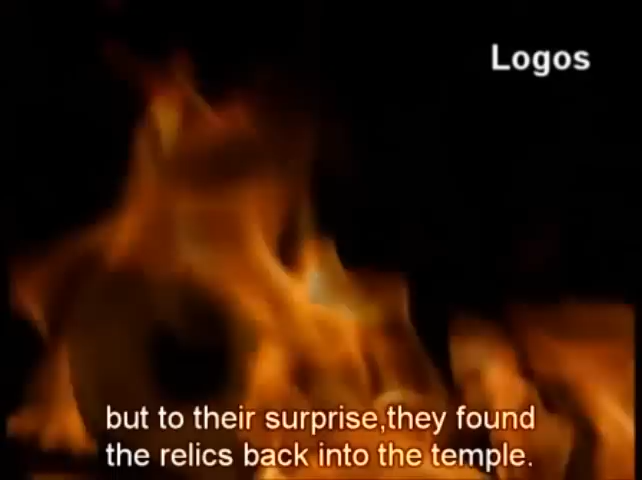 Logos
but to their surprise,they found
the relics back into the temple.